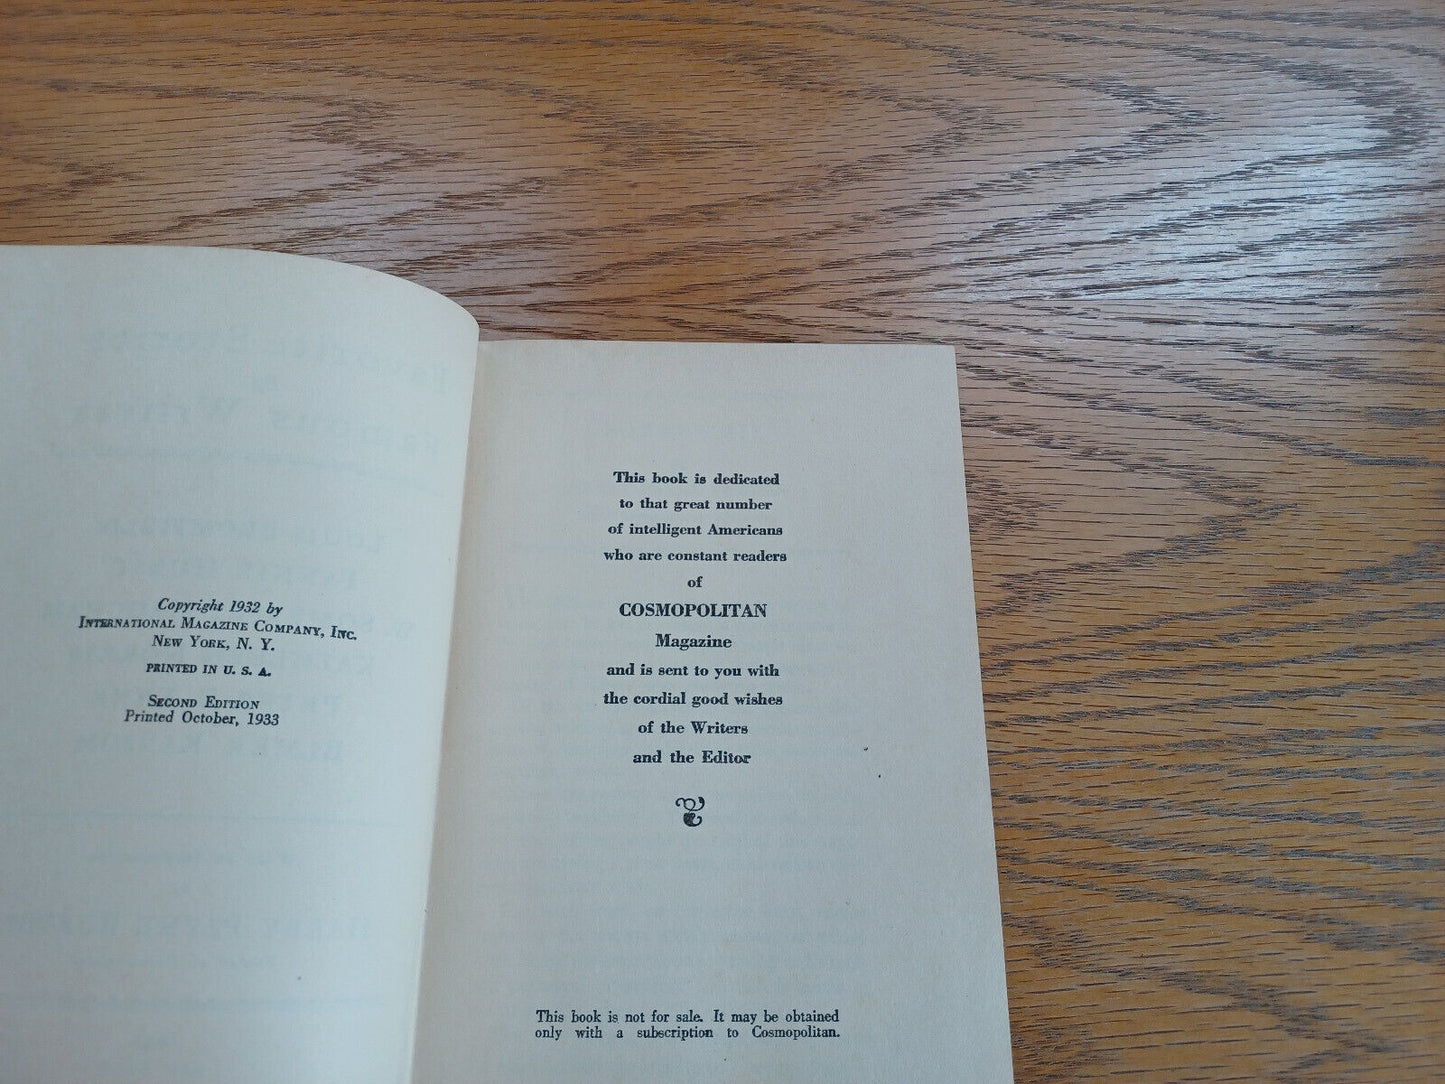 Copyright 1932 by
International Magazine Company, Inc.
New York, N. Y.
PRINTED IN U. S. A.
Second Edition
Printed October, 1933
This book is dedicated
to that great number
of intelligent Americans
who are constant readers
of
COSMOPOLITAN
Magazine
and is sent to you with
the cordial good wishes
of the Writers
and the Editor
This book is not for sale. It may be obtained
only with a subscription to Cosmopolitan.